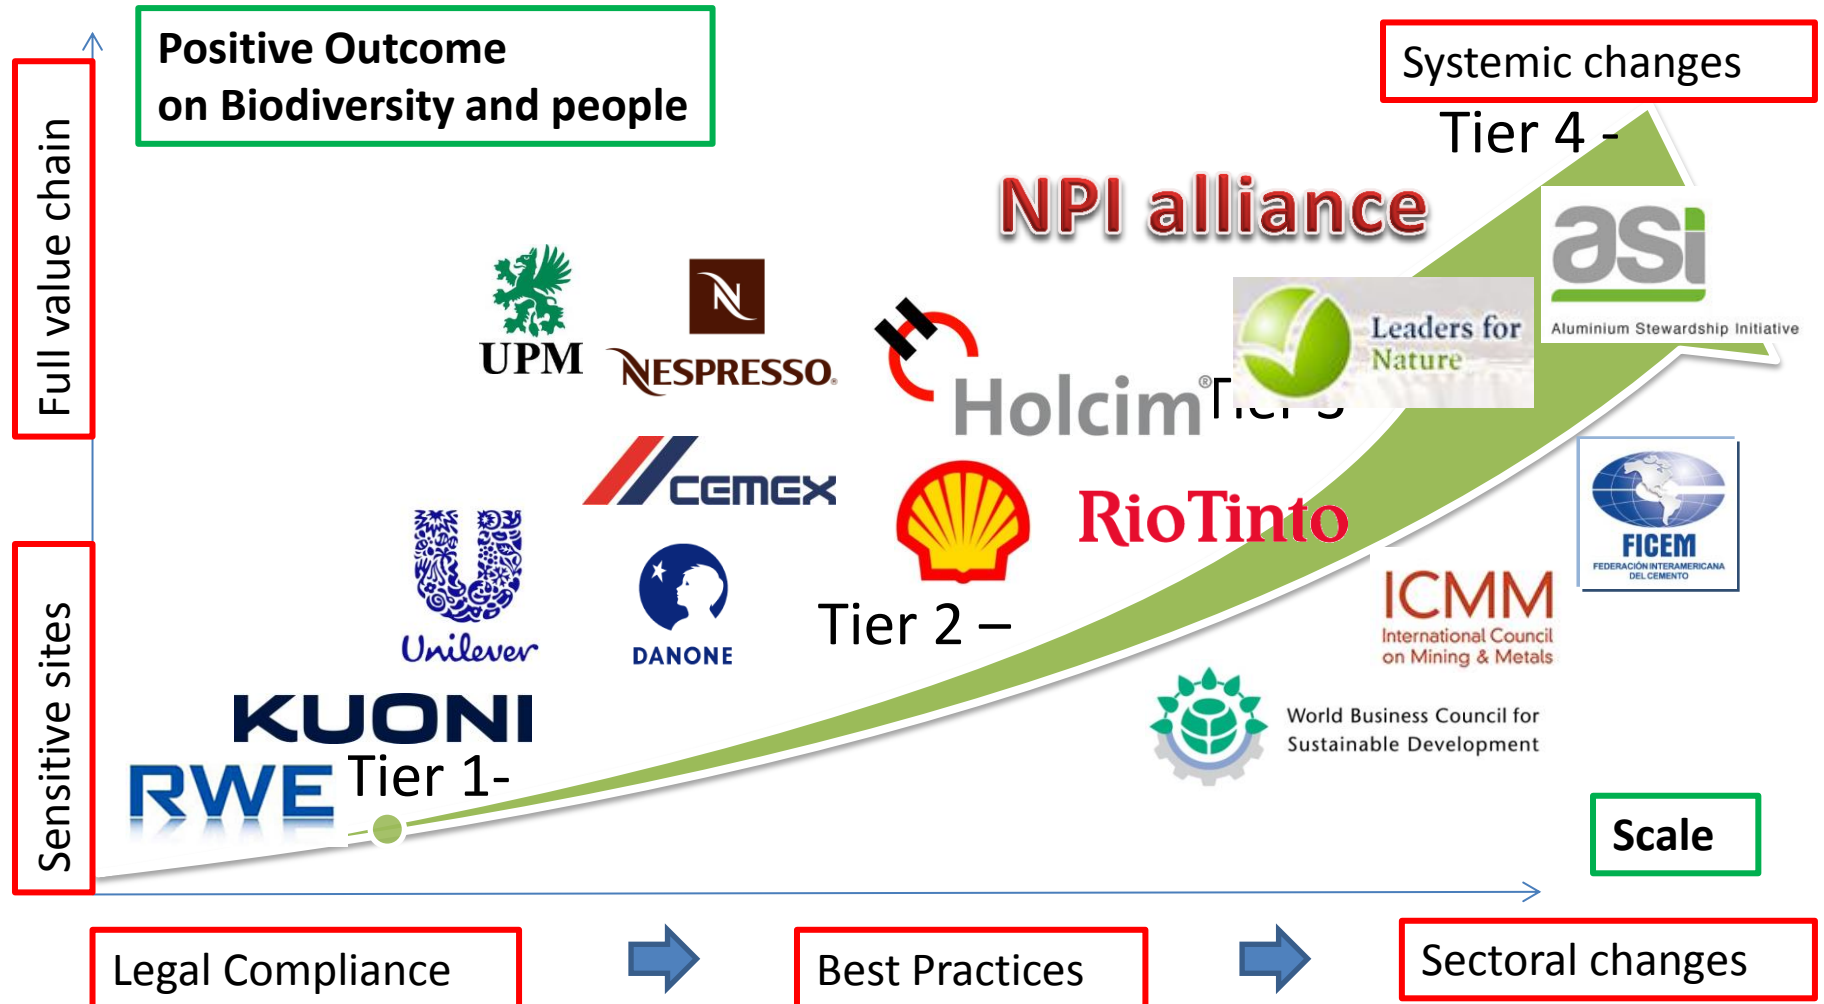 Positive Outcome
on Biodiversity and people
Systemic changes
Tier 4 -
Full value chain
NPI alliance
asi
Aluminium Stewardship Initiative
UPM
N
NESPRESSO.
H
Holcim®
Leaders for
Nature
Tier 3
CEMEX
RioTinto
FICEM
FEDERACIÓN INTERAMERICANA
DEL CEMENTO
Unilever
DANONE
Tier 2 –
ICMM
International Council
on Mining & Metals
Sensitive sites
KUONI
World Business Council for
Sustainable Development
RWE
Tier 1-
Scale
Legal Compliance
Best Practices
Sectoral changes